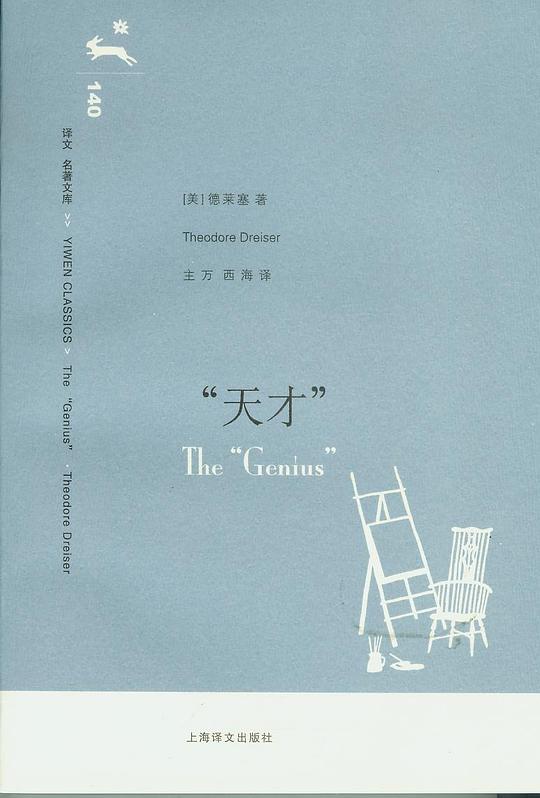 140
译文 名著文库 >> YIWEN CLASSICS > The “Genius” · Theodore Dreiser
[美]德莱塞 著
Theodore Dreiser
主万 西海 译
“天才”
The “Genius”
上海译文出版社